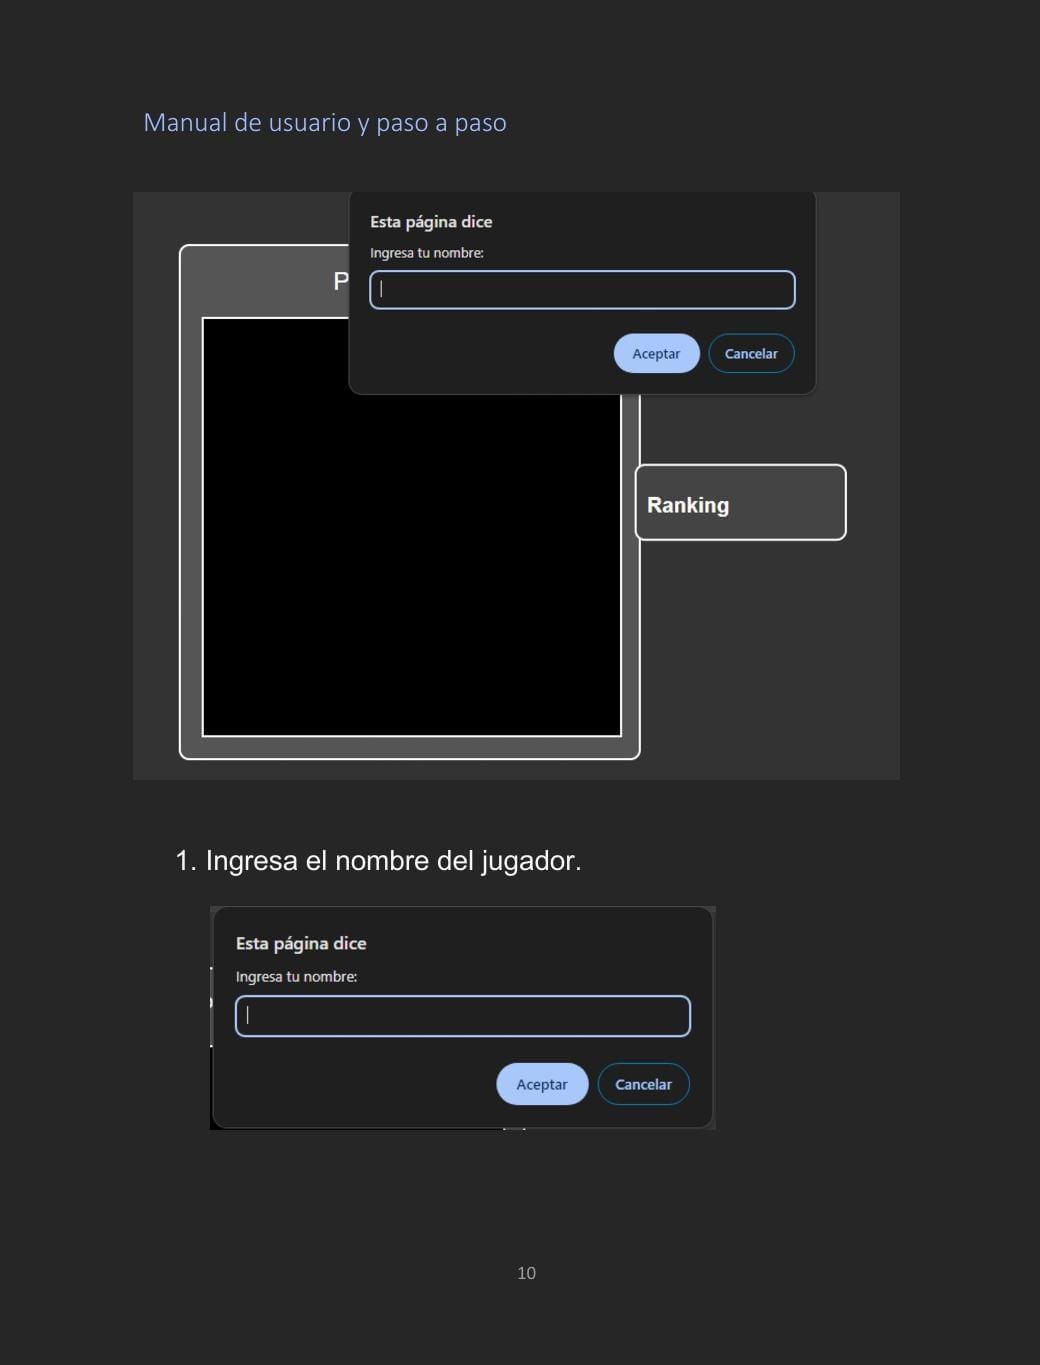 Manual de usuario y paso a paso
Esta página dice
Ingresa tu nombre:
P
Aceptar
Cancelar
Ranking
1. Ingresa el nombre del jugador.
Esta página dice
Ingresa tu nombre:
Aceptar
Cancelar
10